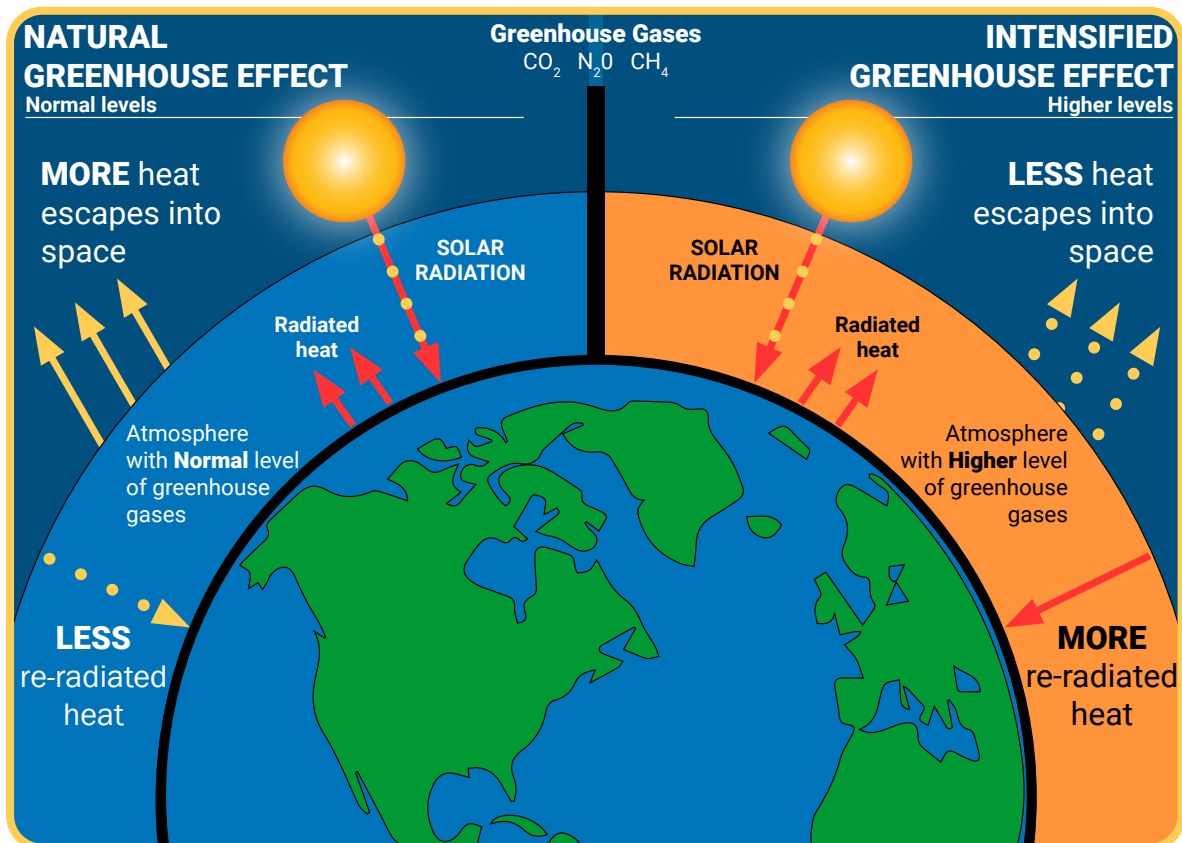 NATURAL
GREENHOUSE EFFECT
Normal levels
Greenhouse Gases
CO₂ N₂0 CH₄
INTENSIFIED
GREENHOUSE EFFECT
Higher levels
MORE heat
escapes into
space
SOLAR
RADIATION
Radiated
heat
Atmosphere
with Normal level
of greenhouse
gases
LESS
re-radiated
heat
LESS heat
escapes into
space
SOLAR
RADIATION
Radiated
heat
Atmosphere
with Higher level
of greenhouse
gases
MORE
re-radiated
heat